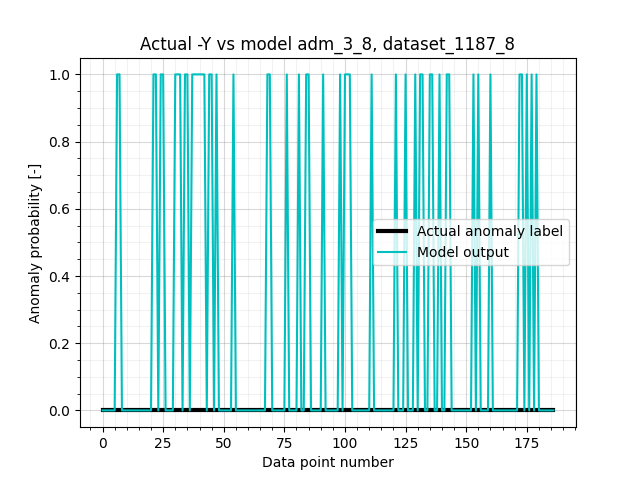 Actual -Y vs model adm_3_8, dataset_1187_8
Anomaly probability [-]
1.0
0.8
0.6
0.4
0.2
0.0
Actual anomaly label
Model output
0 25 50 75 100 125 150 175
Data point number